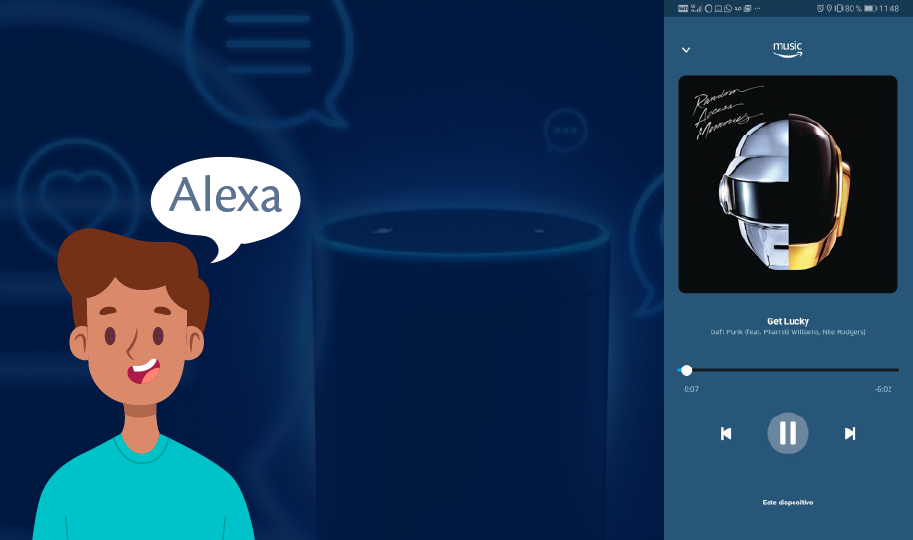 Alexa
80 % 11:48
music
Random
Access
Memories
Get Lucky
Daft Punk (feat. Pharrell Williams, Nile Rodgers)
0:07
-6:02
Este dispositivo